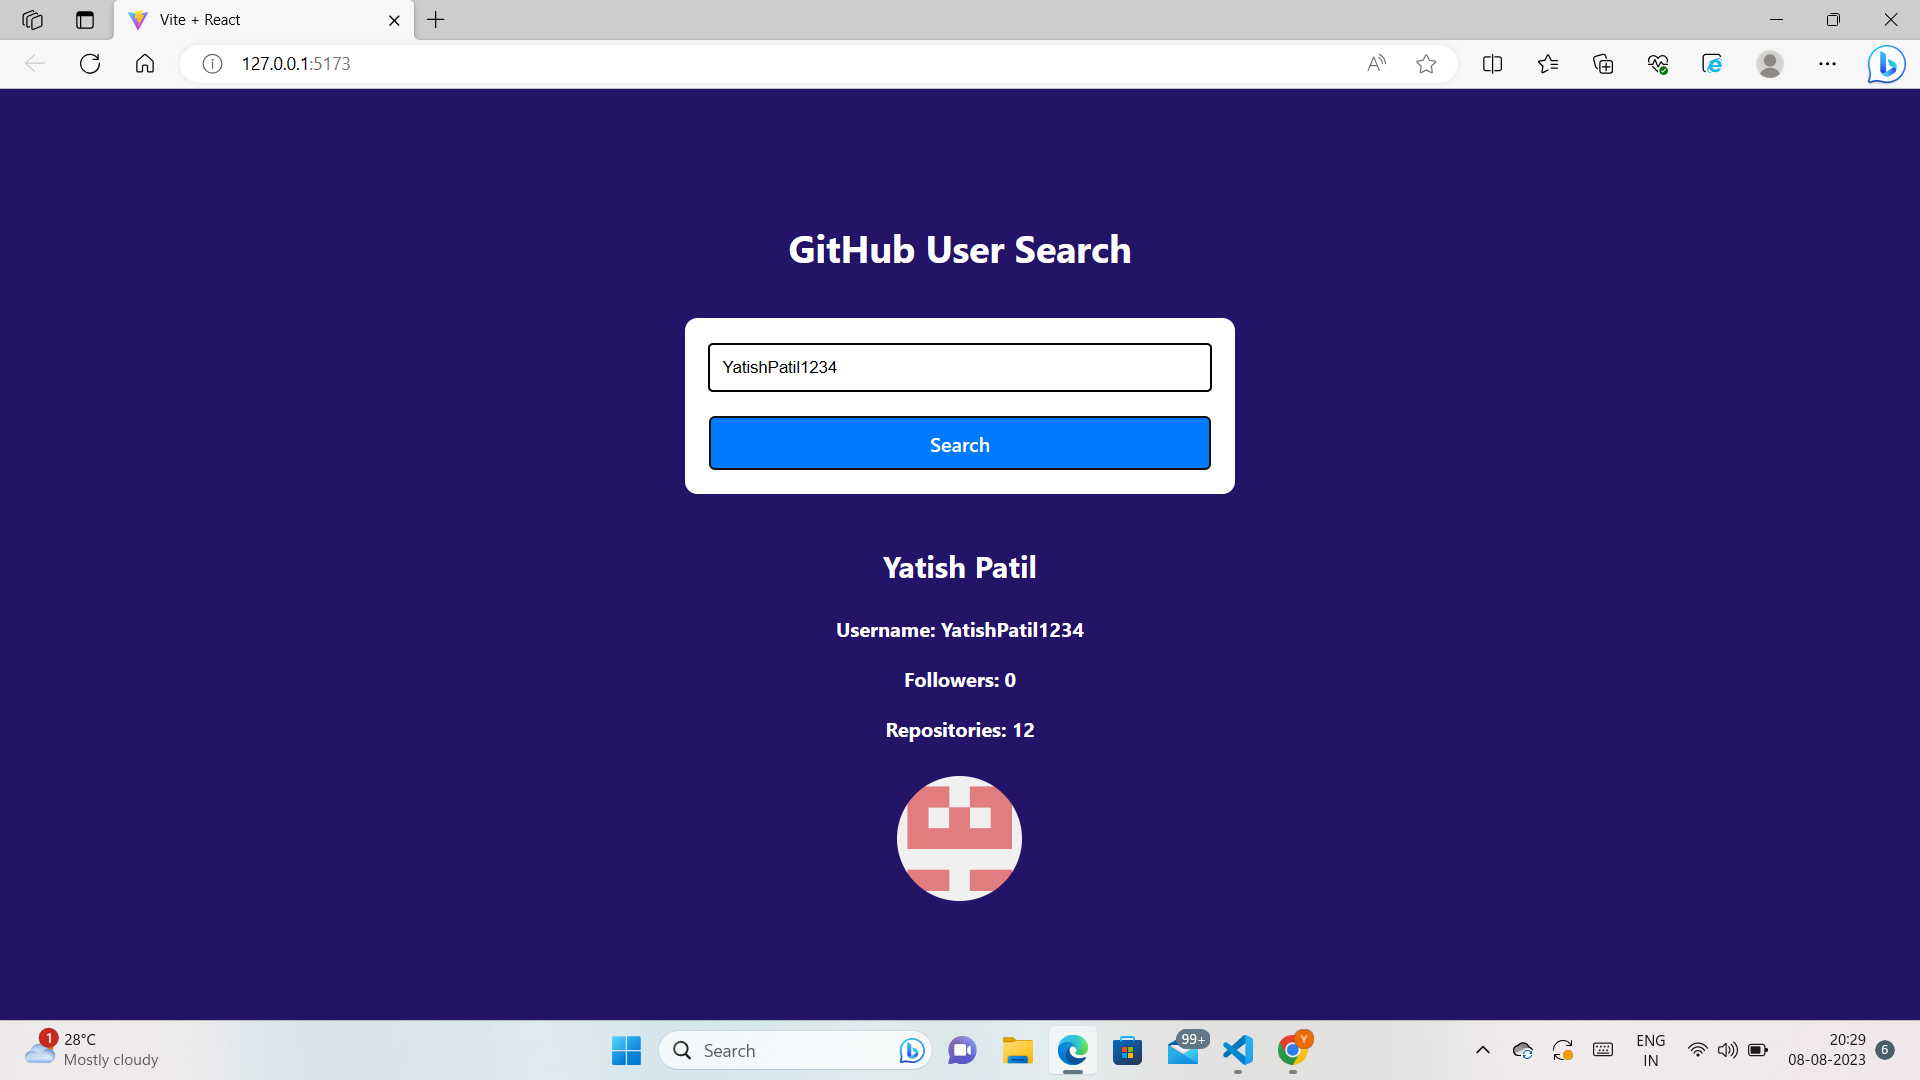 Vite + React
127.0.0.1:5173
GitHub User Search
YatishPatil1234
Search
Yatish Patil
Username: YatishPatil1234
Followers: 0
Repositories: 12
1
28°C
Mostly cloudy
Search
99+
Y
ENG
IN
20:29
08-08-2023
6